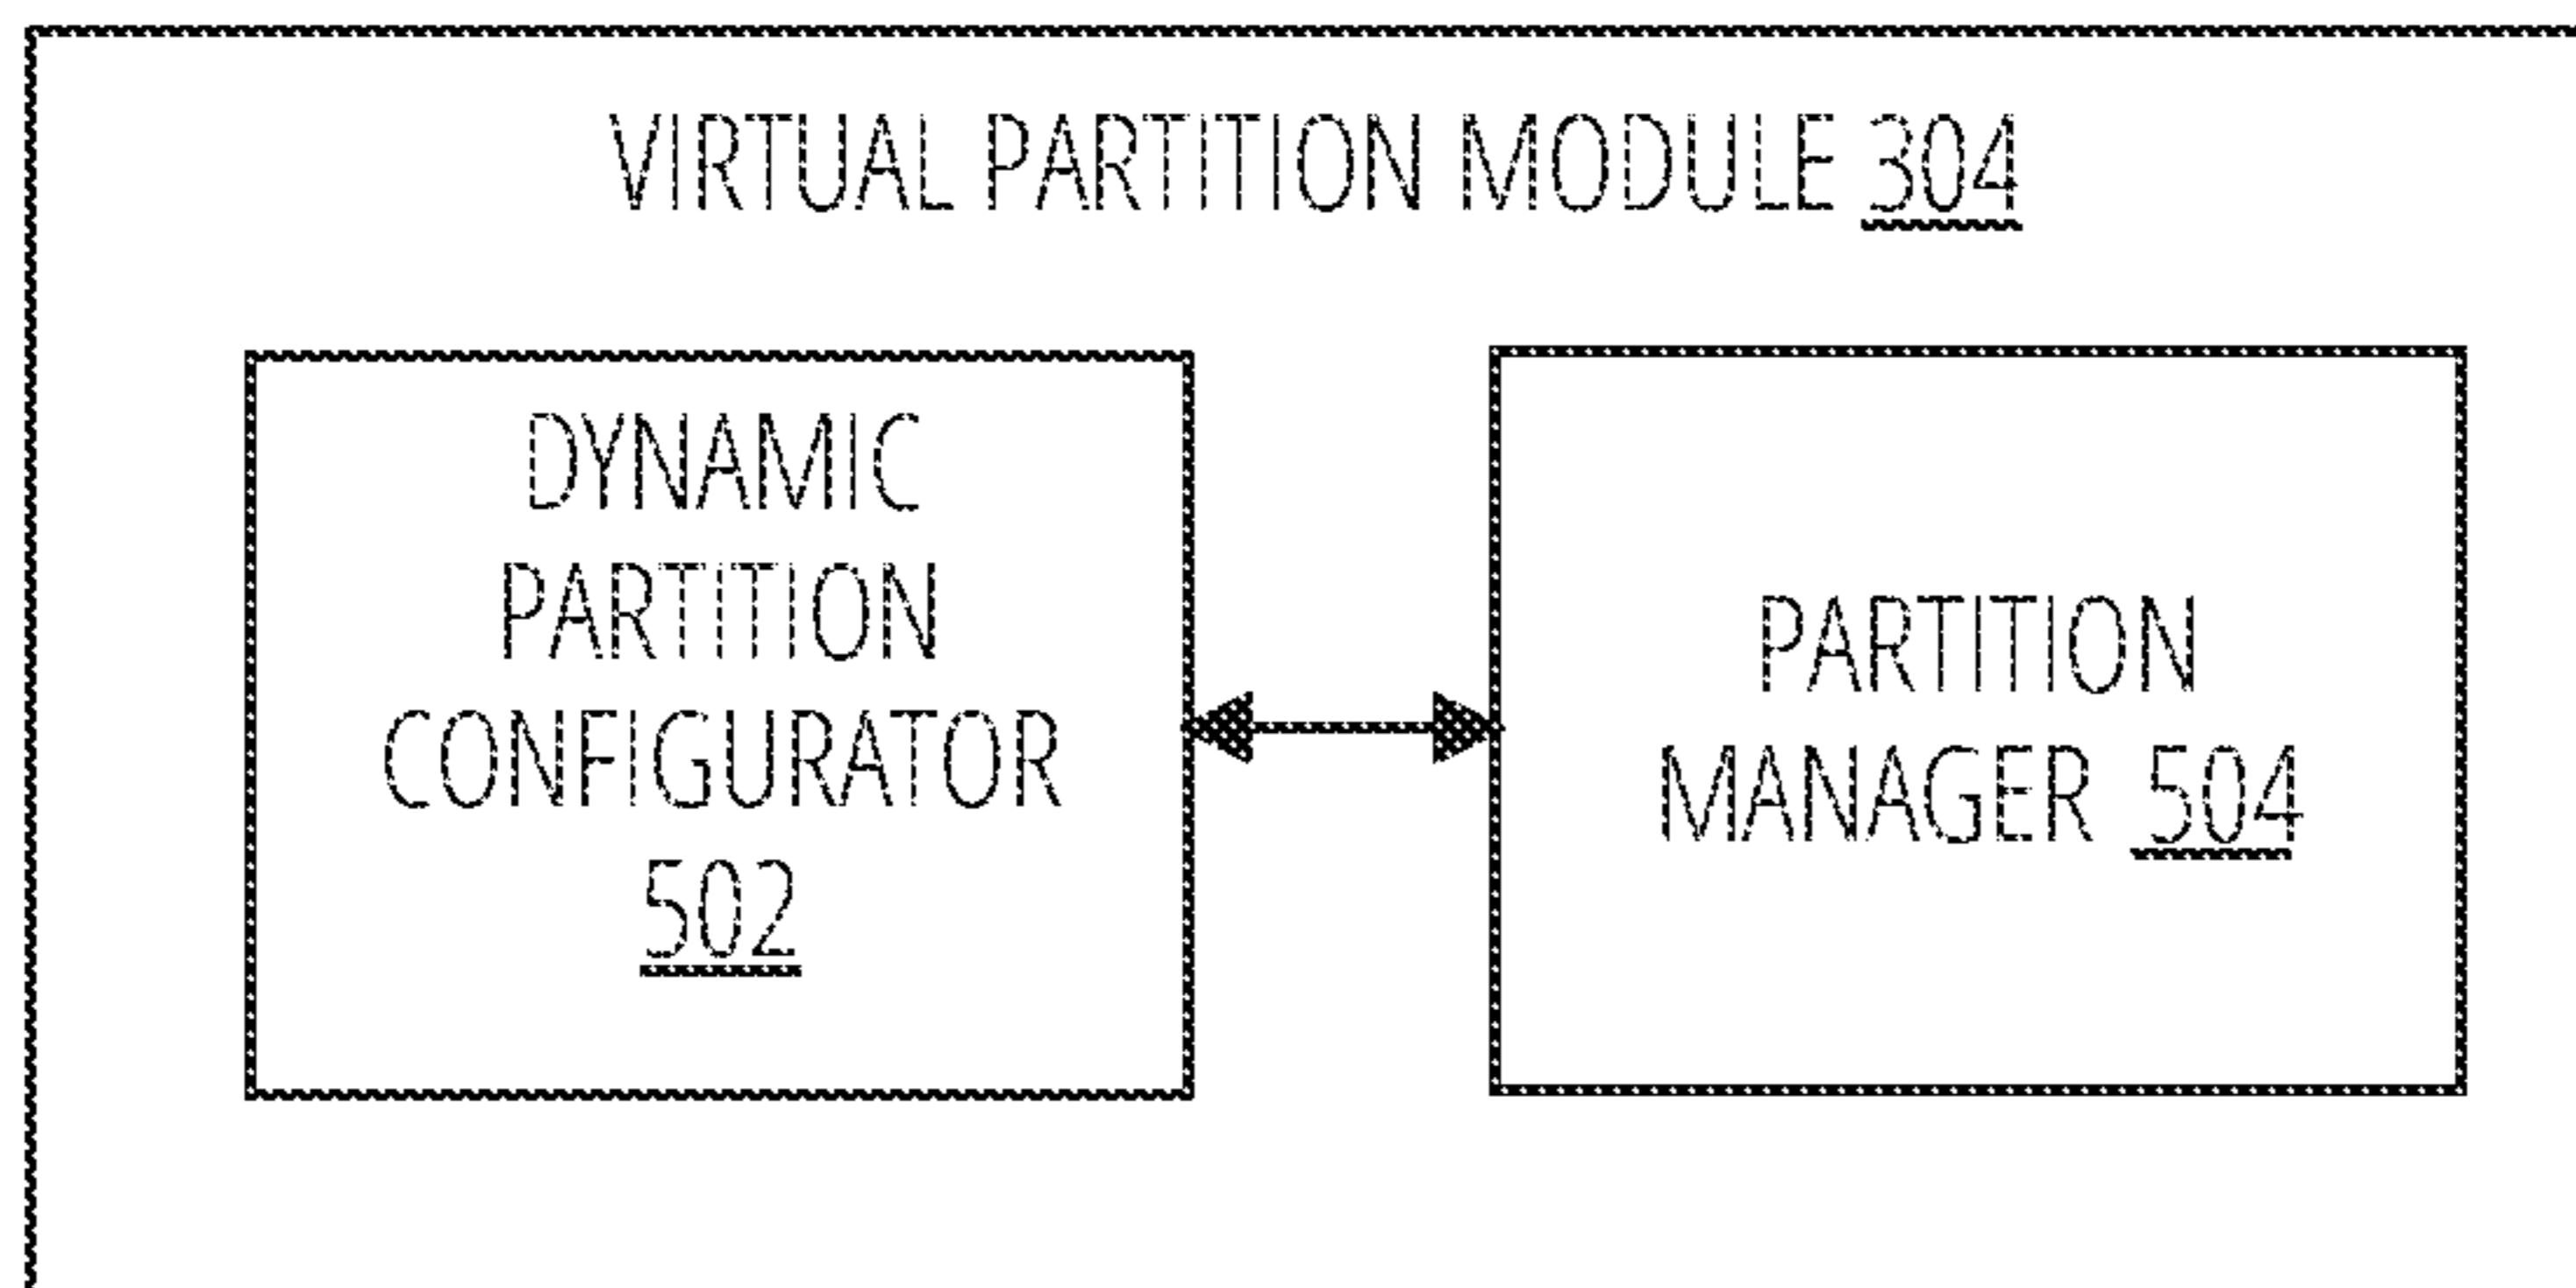 VIRTUAL PARTITION MODULE 304
DYNAMIC
PARTITION
CONFIGURATOR
502
PARTITION
MANAGER 504